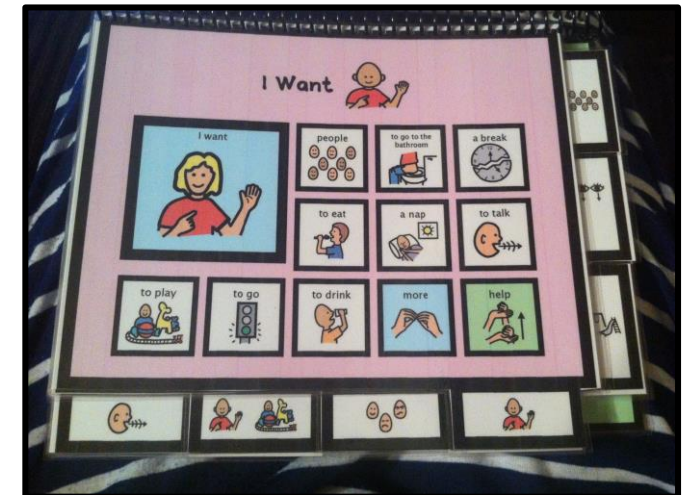 I Want
I want
people
to go to the
bathroom
a break
to eat
a nap
to talk
to play
to go
to drink
more
help